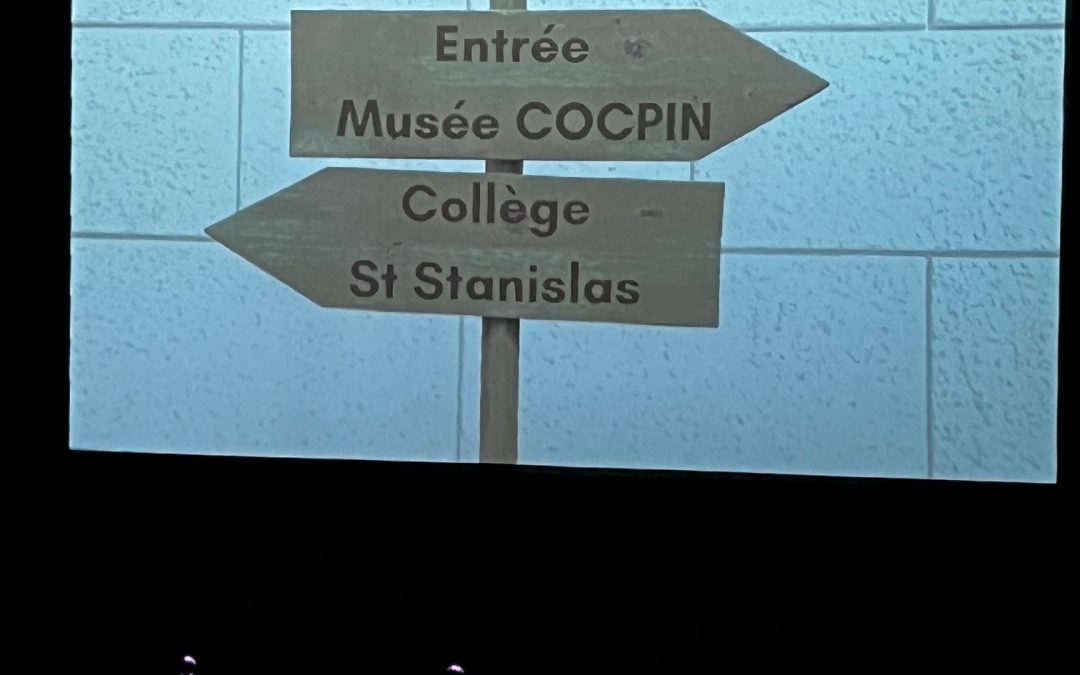 Entrée
Musée COCPIN
Collège
St Stanislas